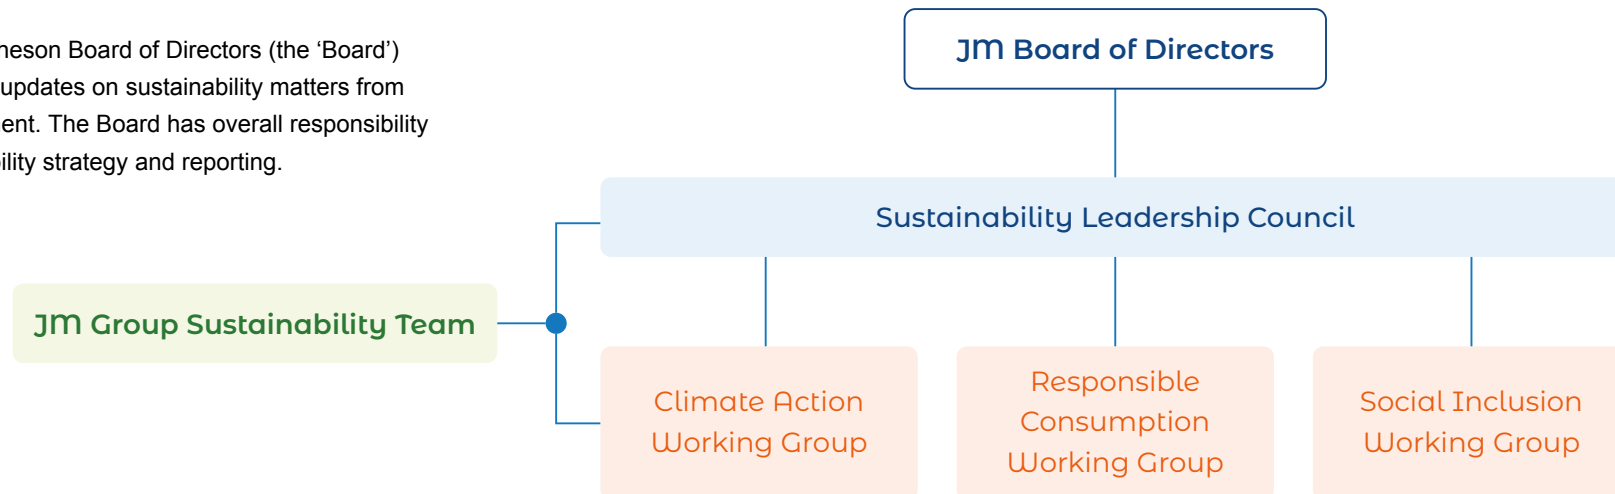 neson Board of Directors (the ‘Board’)
updates on sustainability matters from
ent. The Board has overall responsibility
ility strategy and reporting.
JM Board of Directors
Sustainability Leadership Council
JM Group Sustainability Team
Climate Action
Working Group
Responsible
Consumption
Working Group
Social Inclusion
Working Group